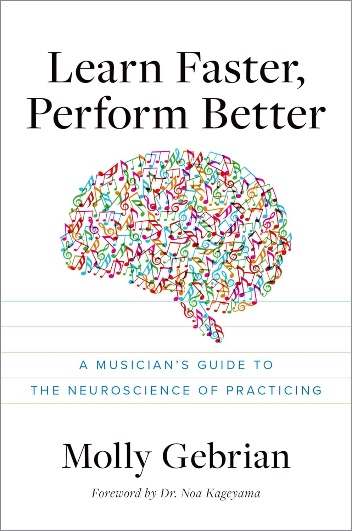 Learn Faster,
Perform Better
A MUSICIAN'S GUIDE TO
THE NEUROSCIENCE OF PRACTICING
Molly Gebrian
Foreword by Dr. Noa Kageyama